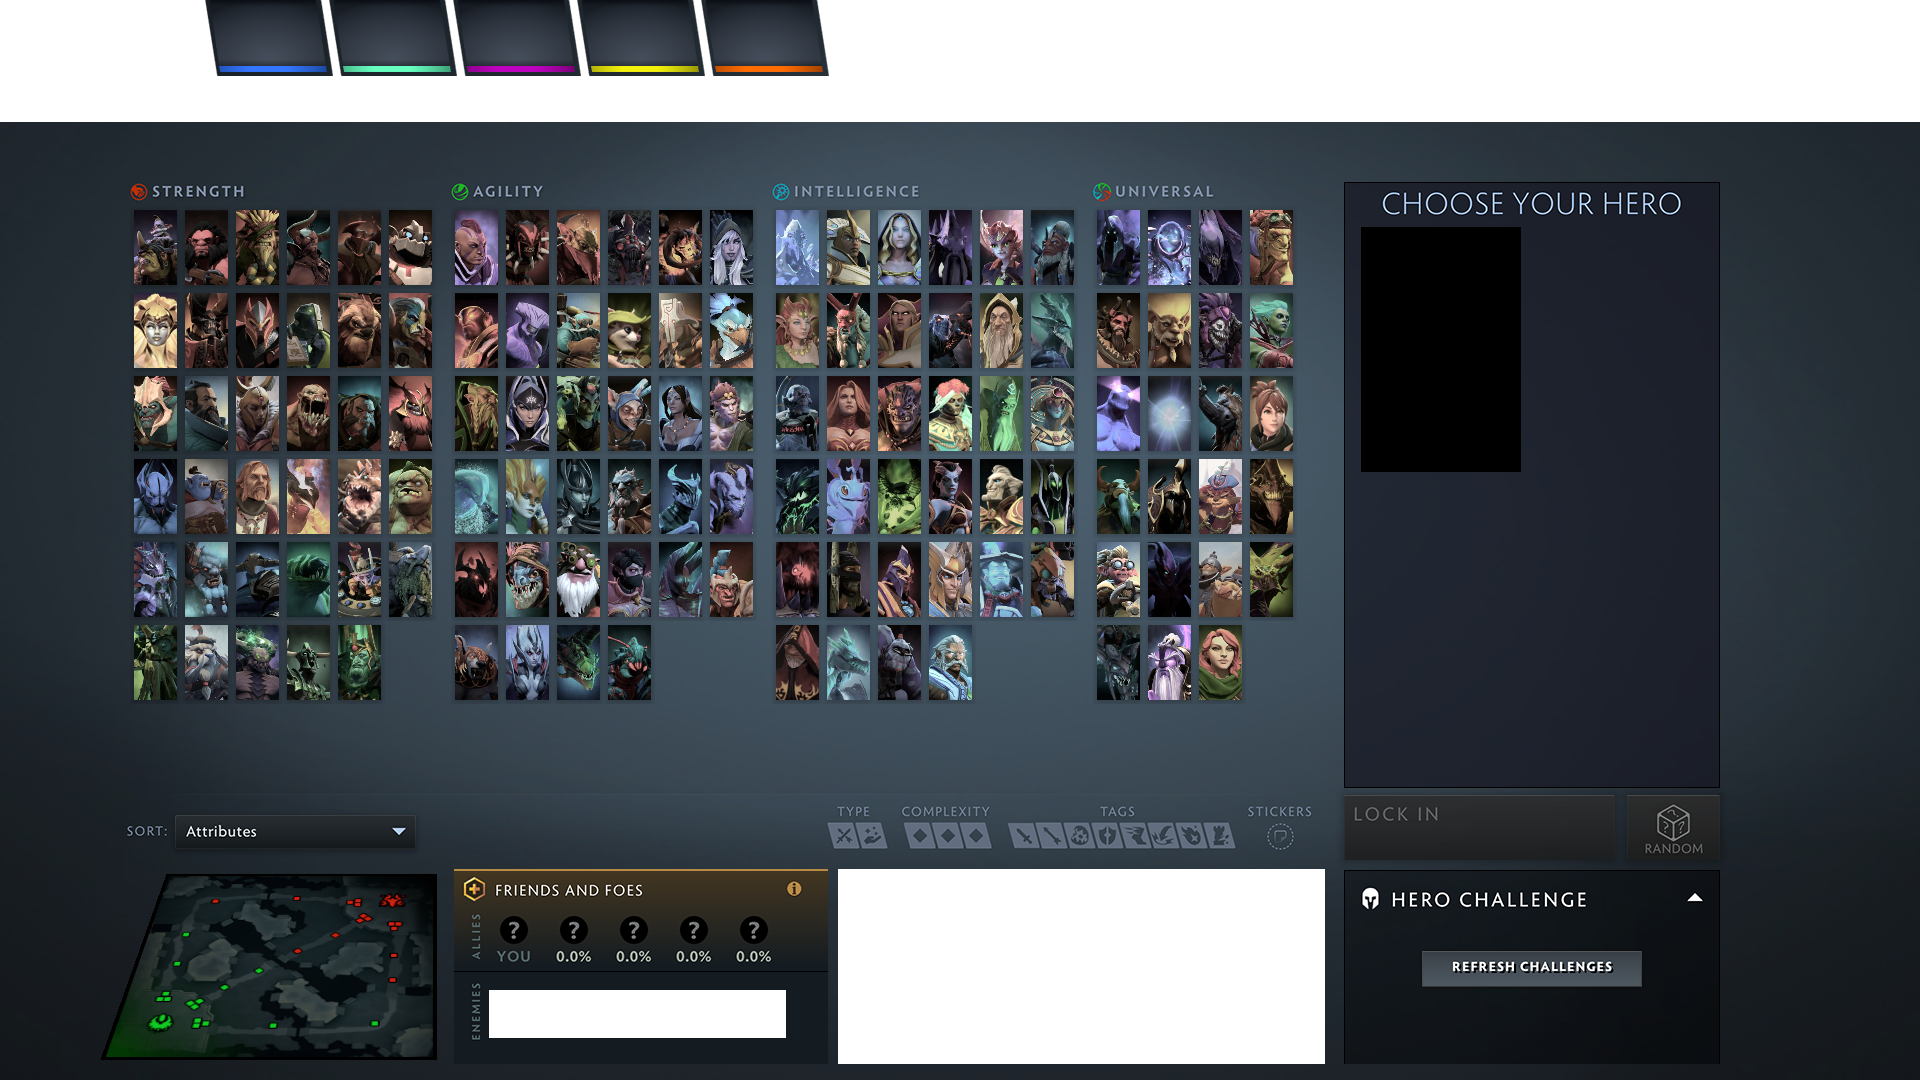 STRENGTH
AGILITY
INTELLIGENCE
UNIVERSAL
CHOOSE YOUR HERO
SORT:
Attributes
TYPE
COMPLEXITY
TAGS
STICKERS
LOCK IN
RANDOM
FRIENDS AND FOES
ALLIES
? ? ? ? ?
YOU 0.0% 0.0% 0.0% 0.0%
ENEMIES
HERO CHALLENGE
REFRESH CHALLENGES